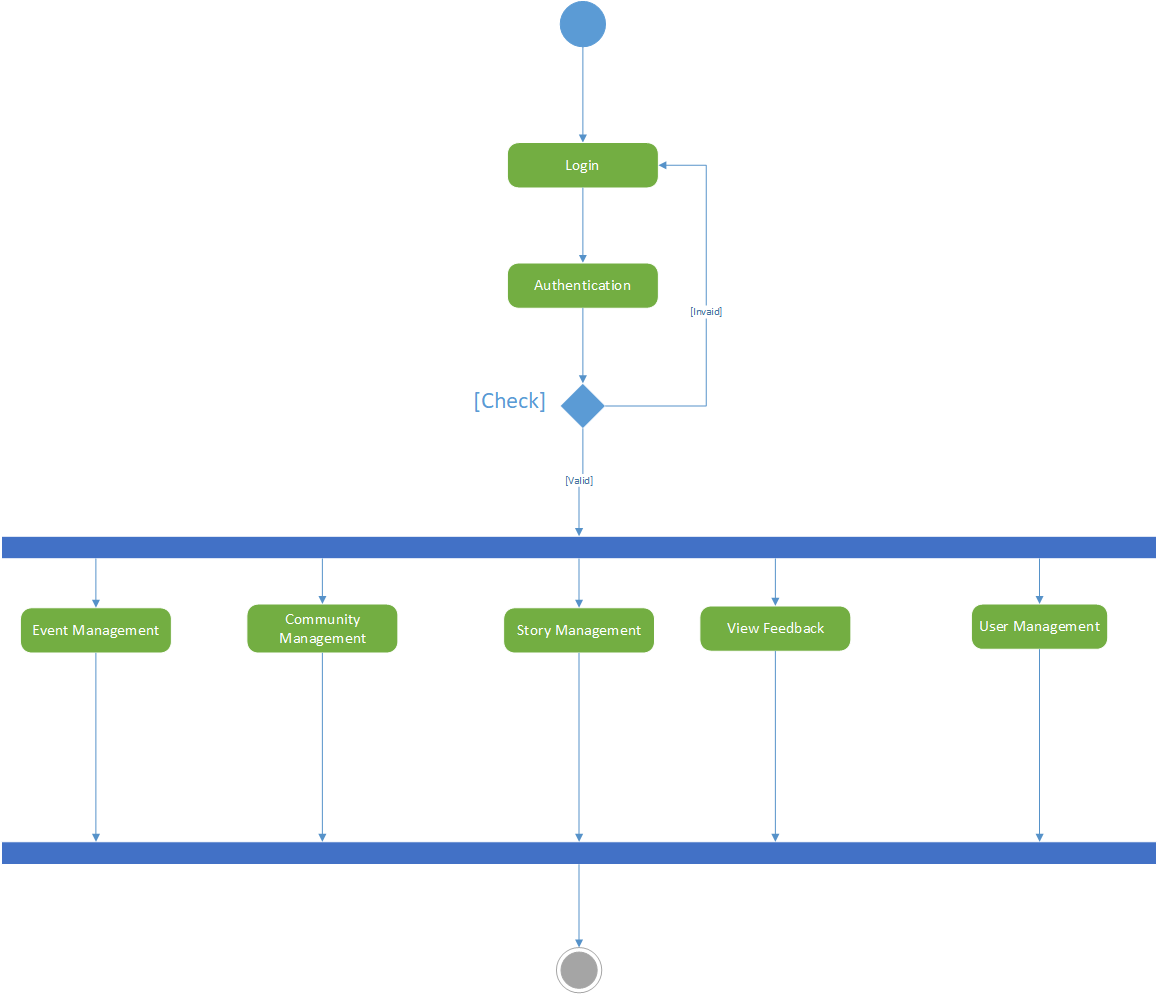 Login
Authentication
[Invaid]
[Check]
[Valid]
Event Management
Community
Management
Story Management
View Feedback
User Management